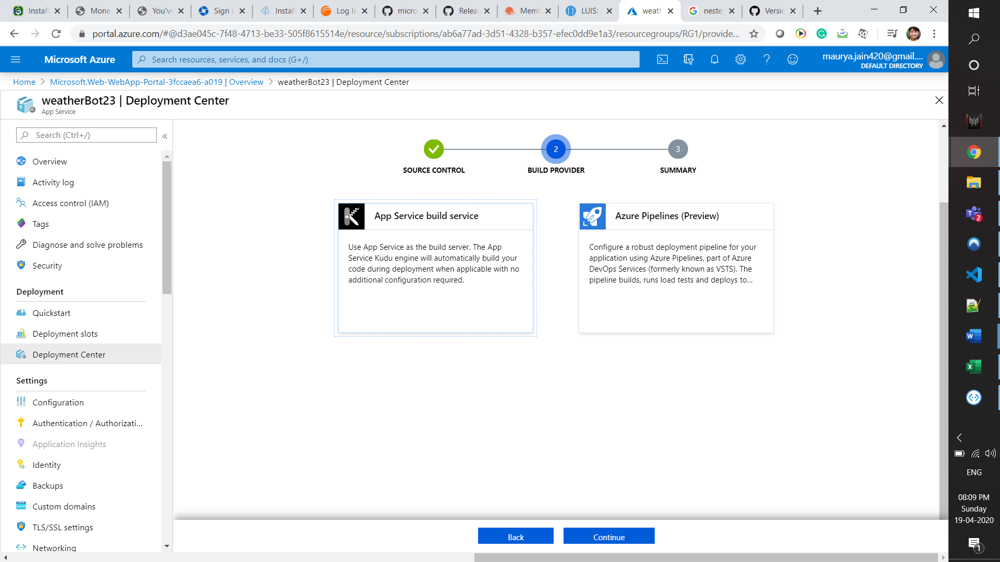 InstaR
Mone
You've
Sign i
InstaR
Log In
micro
Relea
Meml
LUIS:
weath
neste
Versio
portal.azure.com/#@d3ae045c-7f48-4713-be33-505f8615514e/resource/subscriptions/ab6a77ad-3d51-4328-b357-efec0dd9e1a3/resourcegroups/RG1/provide...
Microsoft Azure
Search resources, services, and docs (G+/)
maurya.jain420@gmail....
DEFAULT DIRECTORY
Home > Microsoft.Web-WebApp-Portal-3fccaea6-a019 | Overview > weatherBot23 | Deployment Center
weatherBot23 | Deployment Center
App Service
Search (Ctrl+/)
«
Overview
Activity log
Access control (IAM)
Tags
Diagnose and solve problems
Security
Deployment
Quickstart
Deployment slots
Deployment Center
Settings
Configuration
Authentication / Authorizati...
Application Insights
Identity
Backups
Custom domains
TLS/SSL settings
Networking
2
3
SOURCE CONTROL
BUILD PROVIDER
SUMMARY
App Service build service
Use App Service as the build server. The App
Service Kudu engine will automatically build your
code during deployment when applicable with no
additional configuration required.
Azure Pipelines (Preview)
Configure a robust deployment pipeline for your
application using Azure Pipelines, part of Azure
DevOps Services (formerly known as VSTS). The
pipeline builds, runs load tests and deploys to...
Back
Continue
2
ENG
08:09 PM
Sunday
19-04-2020
1